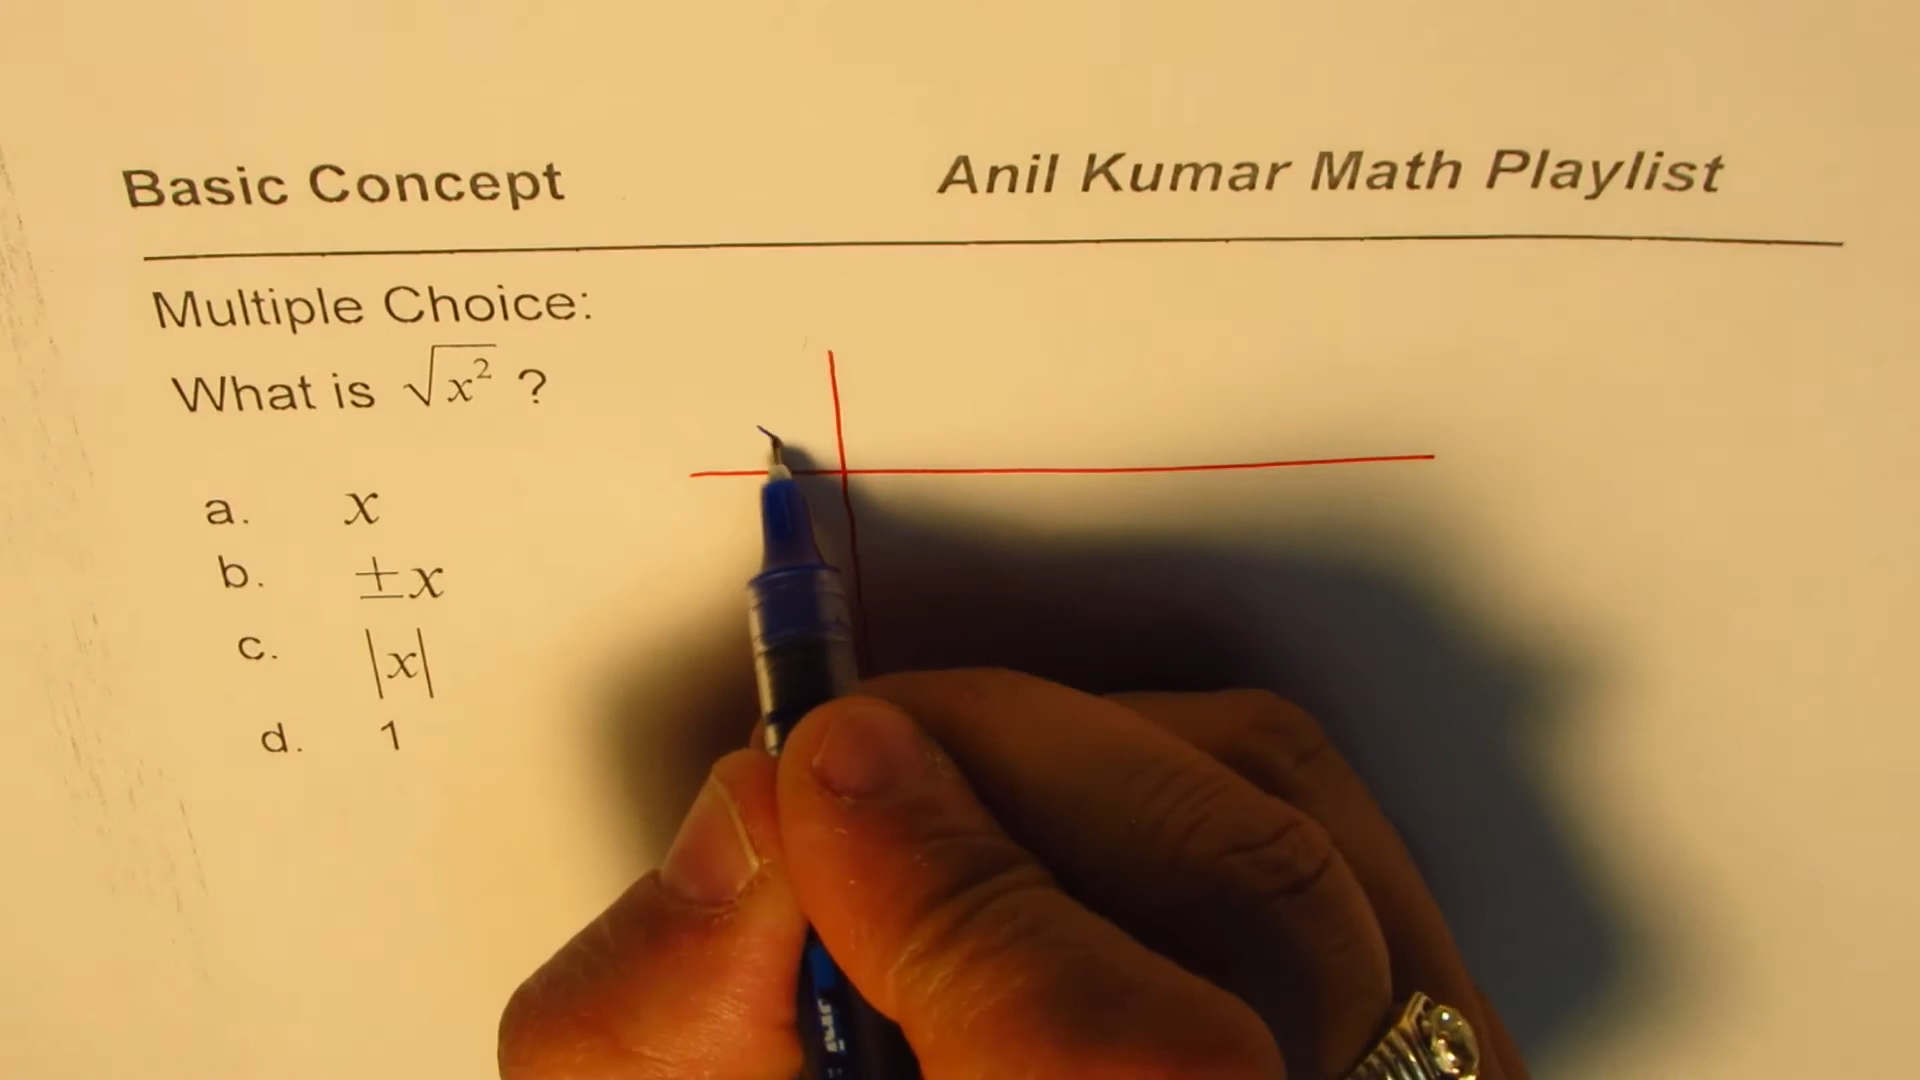 Basic Concept Anil Kumar Math Playlist
Multiple Choice:
What is √x² ?
a. x
b. ±x
c. |x|
d. 1